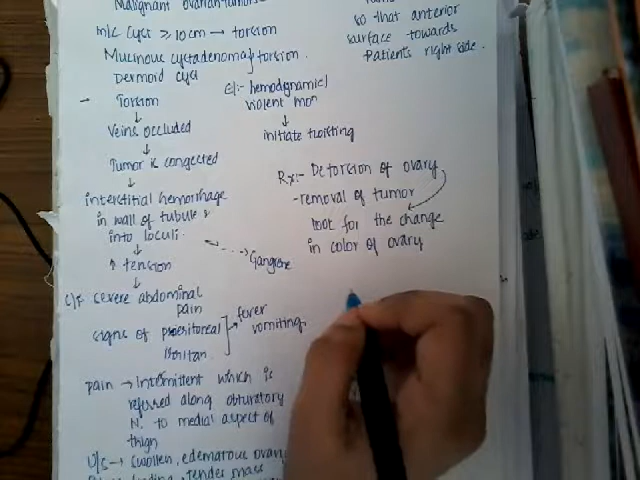 Malignant ovarian tumors
m/c cyst ≥ 10cm → torsion
Mucinous cystadenoma} torsion.
Dermoid cyst
- Torsion
↓
Veins occluded
↓
Tumor is congested
↓
interstitial hemorrhage
in wall of tubule &
into loculi.
----> Gangrene
↓
↑ tension
↓
C/F severe abdominal
pain
signs of peritoneal
→ fever
vomiting.
pain → Intermittent which is
referred along obturatory
N. to medial aspect of
thigh
U/S → swollen, edematous ovary
tender mass
so that anterior
surface towards
Patients right side.
E/:- hemodynamic/
violent mon
↓
initiate twisting
Rx:- Detorsion of ovary
- removal of tumor
look for the change
in color of ovary